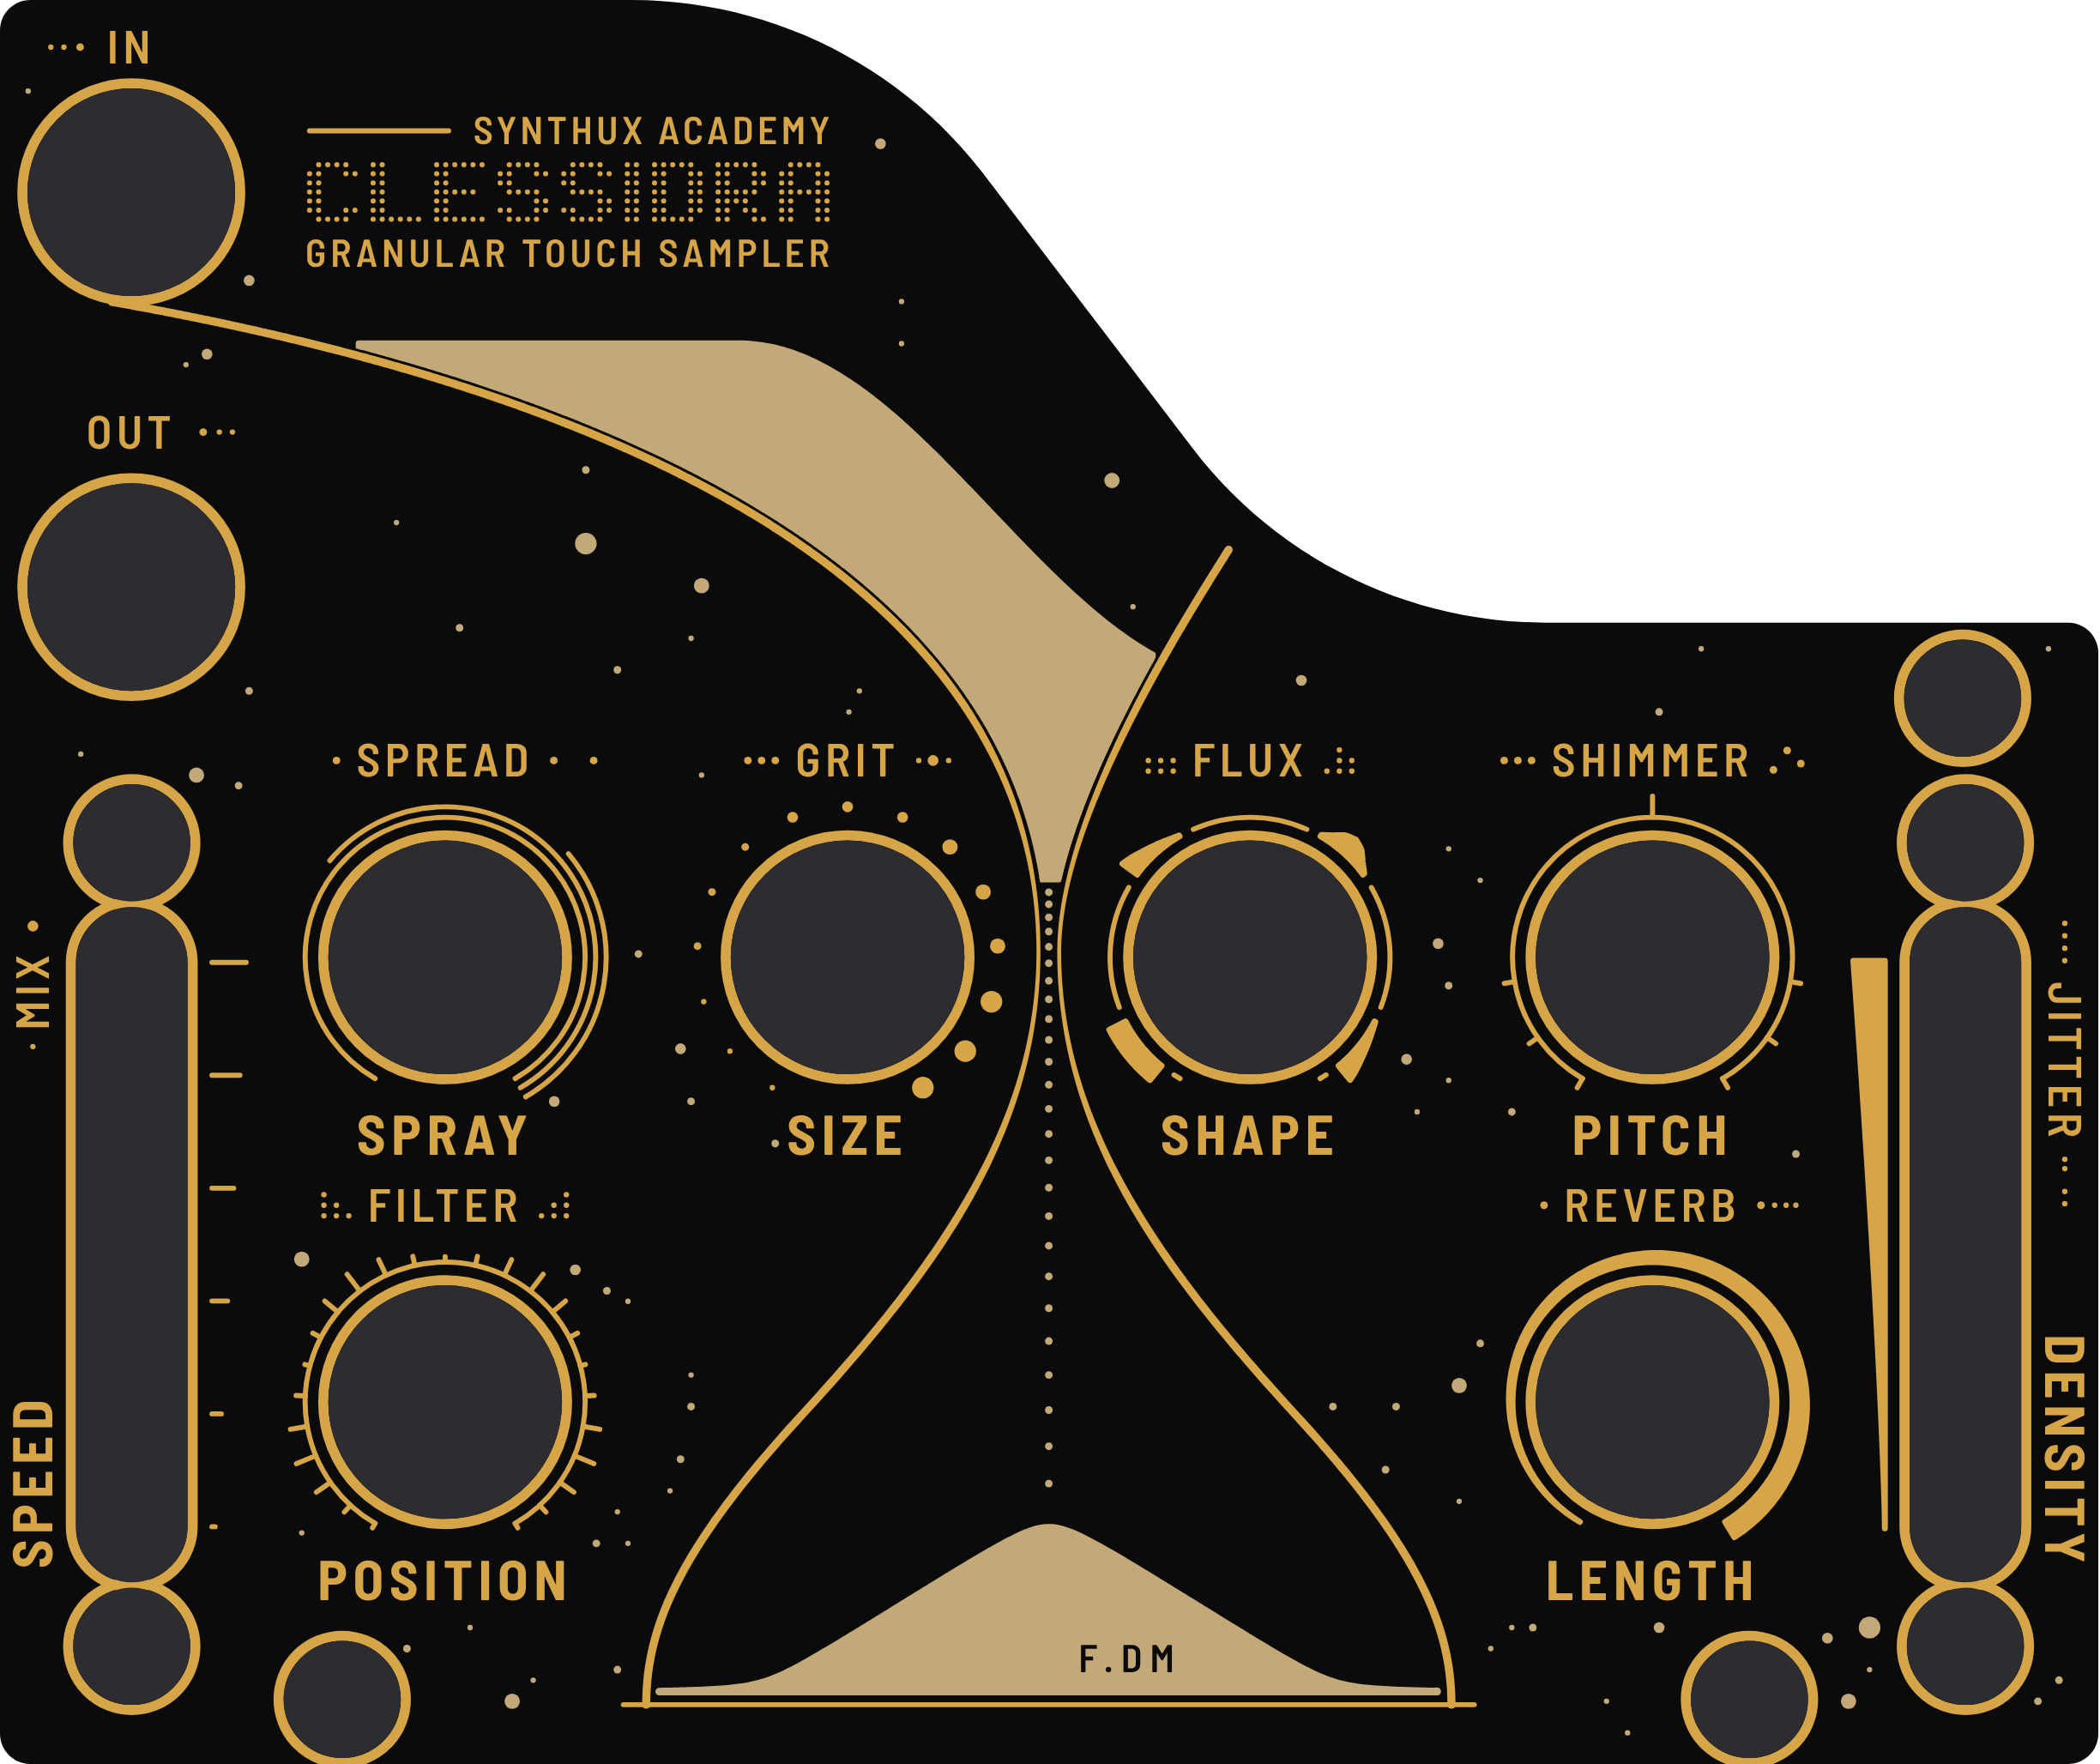 IN
SYNTHUX ACADEMY
CLESSIDRA
GRANULAR TOUCH SAMPLER
OUT
SPREAD
GRIT
FLUX
SHIMMER
MIX
JITTER
SPRAY
SIZE
SHAPE
PITCH
FILTER
REVERB
SPEED
DENSITY
POSITION
LENGTH
F.DM